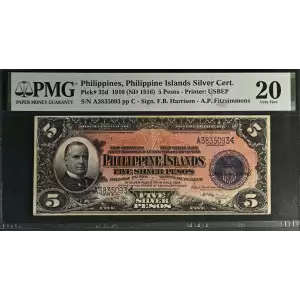 PMG
PAPER MONEY GUARANTY
Philippines, Philippine Islands Silver Cert.
Pick# 35d 1910 (ND 1916) 5 Pesos - Printer: USBEP
S/N A3835093 pp C - Sign. F.B. Harrison - A.P. Fitzsimmons
20
Very Fine
5
5
A3835093
PHILIPPINE ISLANDS
FIVE SILVER PESOS
A3835093
5
FIVE
SILVER
PESOS
5